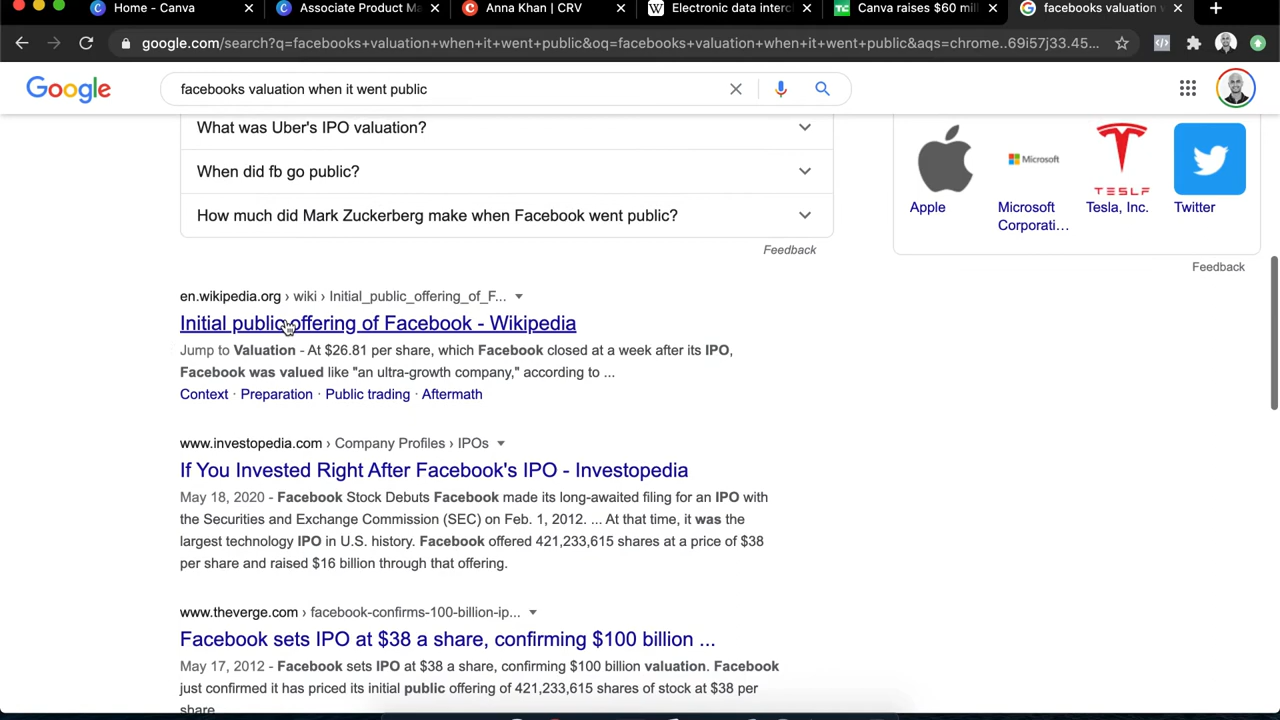 Home - Canva
Associate Product Ma
Anna Khan | CRV
Electronic data interc
Canva raises $60 mil
facebooks valuation w
google.com/search?q=facebooks+valuation+when+it+went+public&oq=facebooks+valuation+when+it+went+public&aqs=chrome..69i57j33.45...
Google
facebooks valuation when it went public
What was Uber's IPO valuation?
When did fb go public?
How much did Mark Zuckerberg make when Facebook went public?
Feedback
Microsoft
TESLA
Apple
Microsoft Corporati...
Tesla, Inc.
Twitter
Feedback
en.wikipedia.org › wiki › Initial_public_offering_of_F...
Initial public offering of Facebook - Wikipedia
Jump to Valuation - At $26.81 per share, which Facebook closed at a week after its IPO,
Facebook was valued like "an ultra-growth company," according to ...
Context · Preparation · Public trading · Aftermath
www.investopedia.com › Company Profiles › IPOs
If You Invested Right After Facebook's IPO - Investopedia
May 18, 2020 - Facebook Stock Debuts Facebook made its long-awaited filing for an IPO with
the Securities and Exchange Commission (SEC) on Feb. 1, 2012. ... At that time, it was the
largest technology IPO in U.S. history. Facebook offered 421,233,615 shares at a price of $38
per share and raised $16 billion through that offering.
www.theverge.com › facebook-confirms-100-billion-ip...
Facebook sets IPO at $38 a share, confirming $100 billion ...
May 17, 2012 - Facebook sets IPO at $38 a share, confirming $100 billion valuation. Facebook
just confirmed it has priced its initial public offering of 421,233,615 shares of stock at $38 per
share